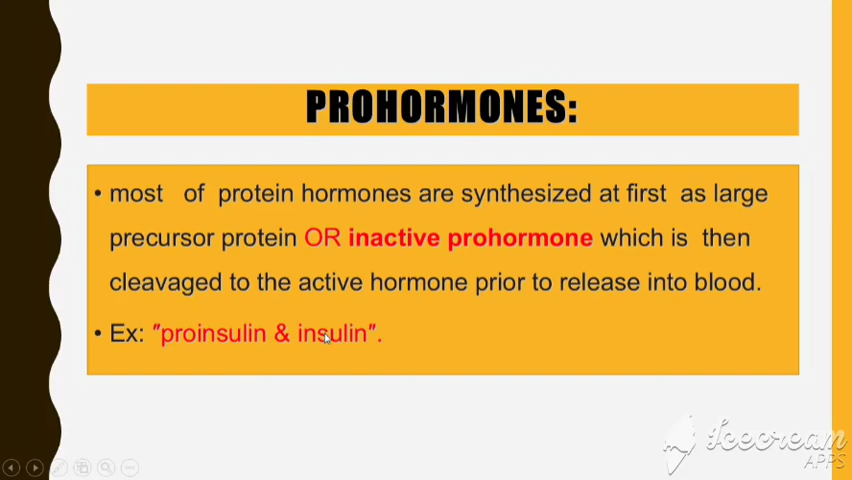 PROHORMONES:
• most of protein hormones are synthesized at first as large
precursor protein OR inactive prohormone which is then
cleavaged to the active hormone prior to release into blood.
• Ex: "proinsulin & insulin".
Icecream
APPS